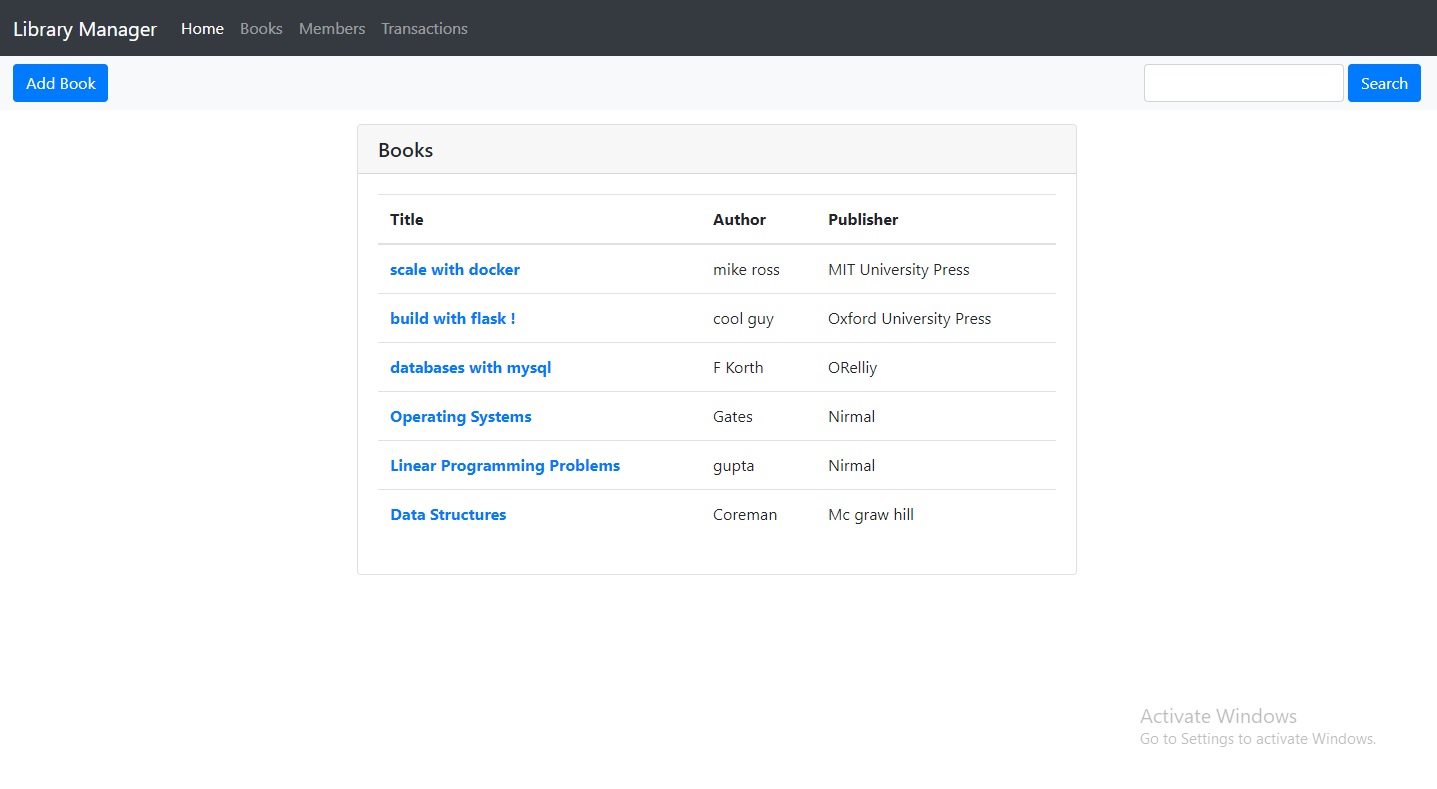 Library Manager Home Books Members Transactions
Add Book Search
Books
Title Author Publisher
scale with docker mike ross MIT University Press
build with flask ! cool guy Oxford University Press
databases with mysql F Korth ORelliy
Operating Systems Gates Nirmal
Linear Programming Problems gupta Nirmal
Data Structures Coreman Mc graw hill
Activate Windows
Go to Settings to activate Windows.